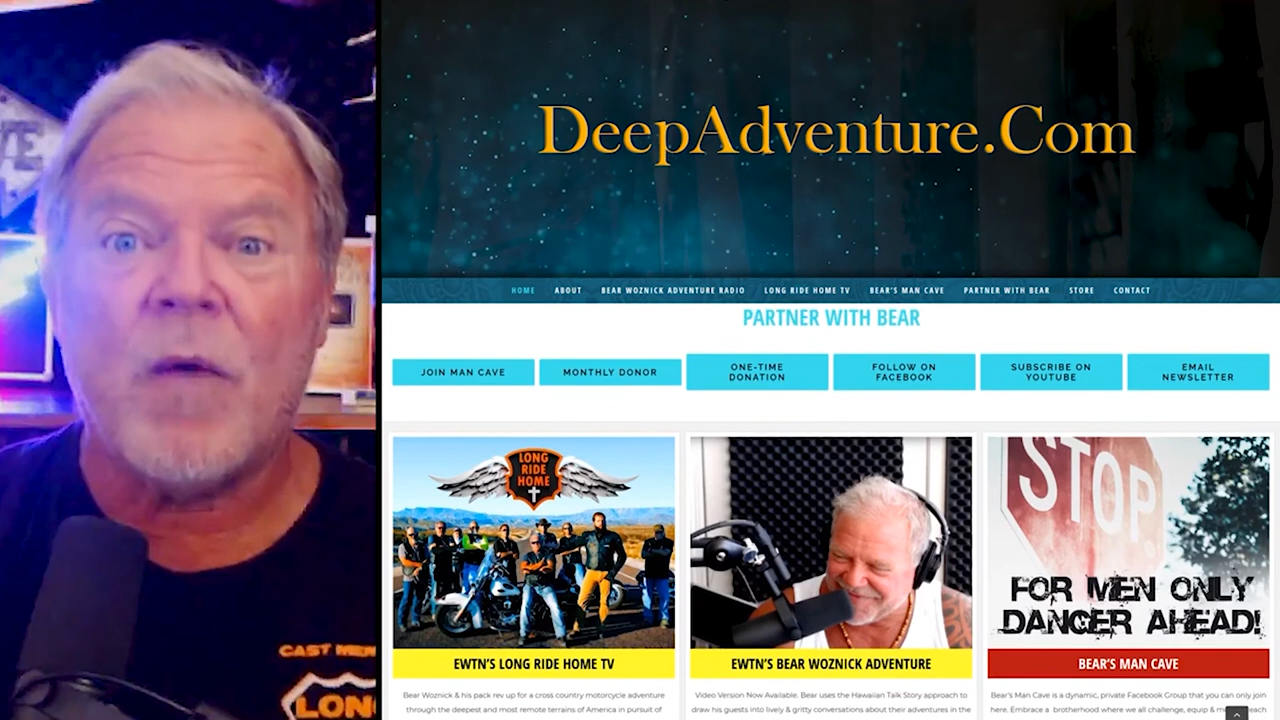 VE
CAST MEM
LON
DeepAdventure.Com
HOME ABOUT BEAR WOZNICK ADVENTURE RADIO LONG RIDE HOME TV BEAR'S MAN CAVE PARTNER WITH BEAR STORE CONTACT
PARTNER WITH BEAR
JOIN MAN CAVE
MONTHLY DONOR
ONE-TIME
DONATION
FOLLOW ON
FACEBOOK
SUBSCRIBE ON
YOUTUBE
EMAIL
NEWSLETTER
LONG
RIDE
HOME
EWTN'S LONG RIDE HOME TV
Bear Woznick & his pack rev up for a cross country motorcycle adventure
through the deepest and most remote terrains of America in pursuit of
EWTN'S BEAR WOZNICK ADVENTURE
Video Version Now Available. Bear uses the Hawaiian Talk Story approach to
draw his guests into lively & gritty conversations about their adventures in the
STOP
FOR MEN ONLY
DANGER AHEAD!
BEAR'S MAN CAVE
Bear's Man Cave is a dynamic, private Facebook Group that you can only join
here. Embrace a brotherhood where we all challenge, equip & each